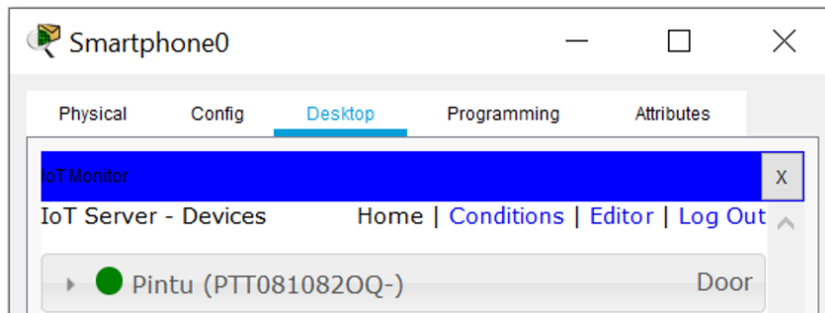 Smartphone0
Physical Config Desktop Programming Attributes
IoT Monitor X
IoT Server - Devices Home | Conditions | Editor | Log Out
Pintu (PTT081082OQ-) Door